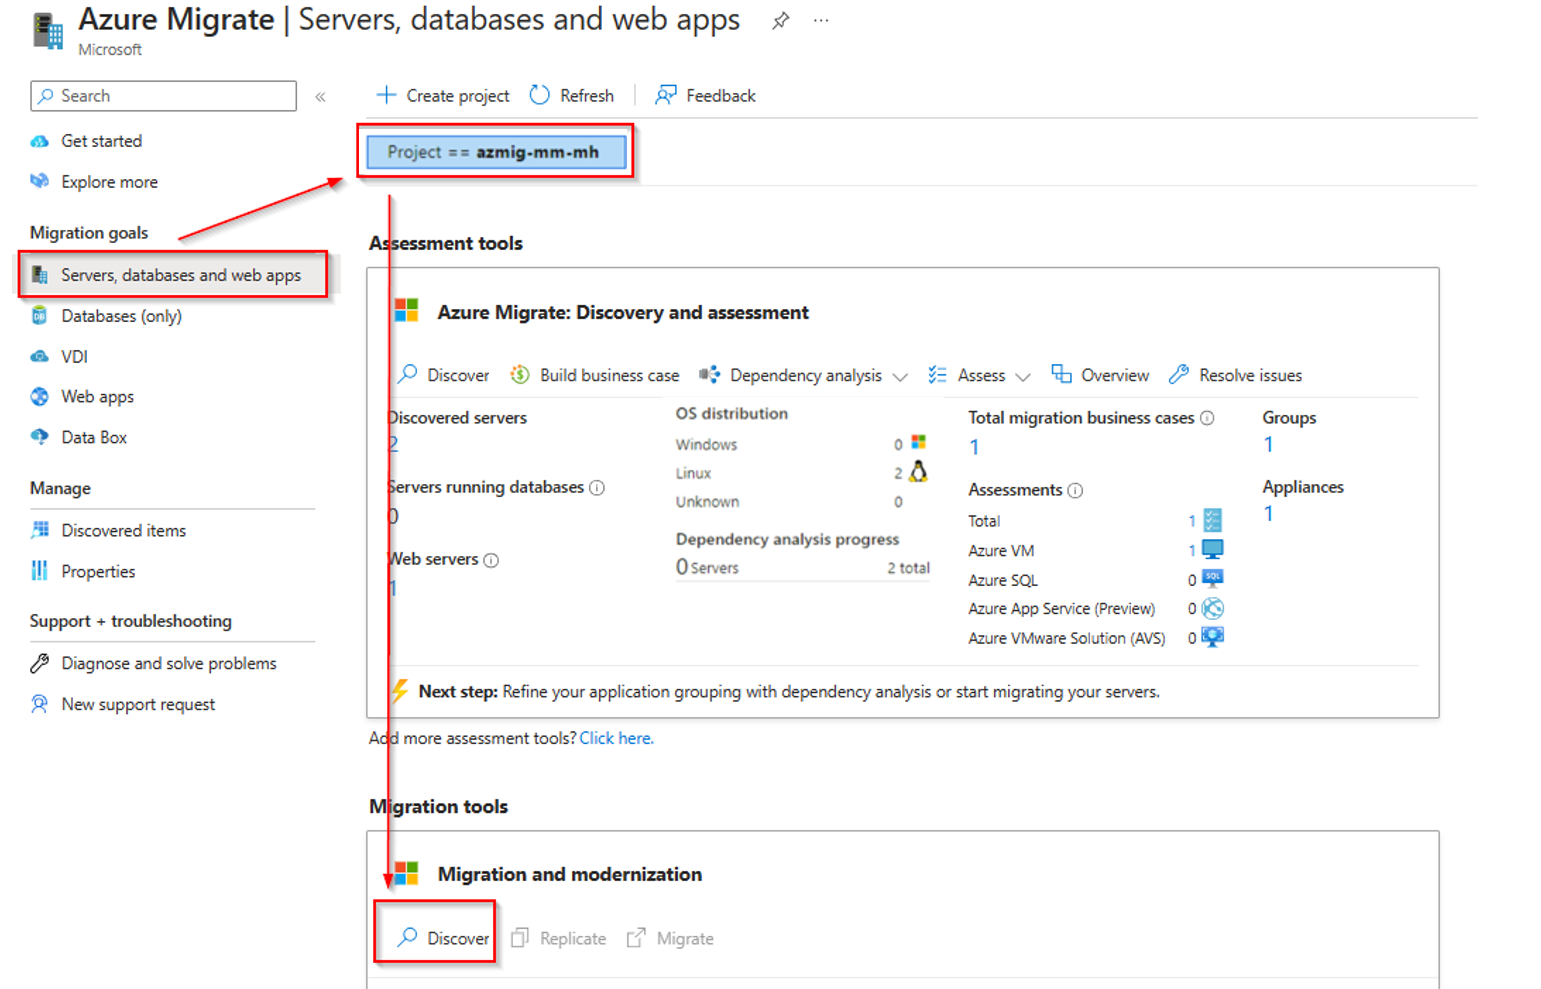 Azure Migrate | Servers, databases and web apps
Microsoft
Search
Get started
Explore more
Migration goals
Servers, databases and web apps
Databases (only)
VDI
Web apps
Data Box
Manage
Discovered items
Properties
Support + troubleshooting
Diagnose and solve problems
New support request
Create project Refresh Feedback
Project == azmig-mm-mh
Assessment tools
Azure Migrate: Discovery and assessment
Discover Build business case Dependency analysis Assess Overview Resolve issues
Discovered servers
2
Servers running databases
0
Web servers
1
OS distribution
Windows 0
Linux 2
Unknown 0
Dependency analysis progress
0 Servers 2 total
Total migration business cases
1
Assessments
Total 1
Azure VM 1
Azure SQL 0 SQL
Azure App Service (Preview) 0
Azure VMware Solution (AVS) 0
Groups
1
Appliances
1
Next step: Refine your application grouping with dependency analysis or start migrating your servers.
Add more assessment tools? Click here.
Migration tools
Migration and modernization
Discover Replicate Migrate